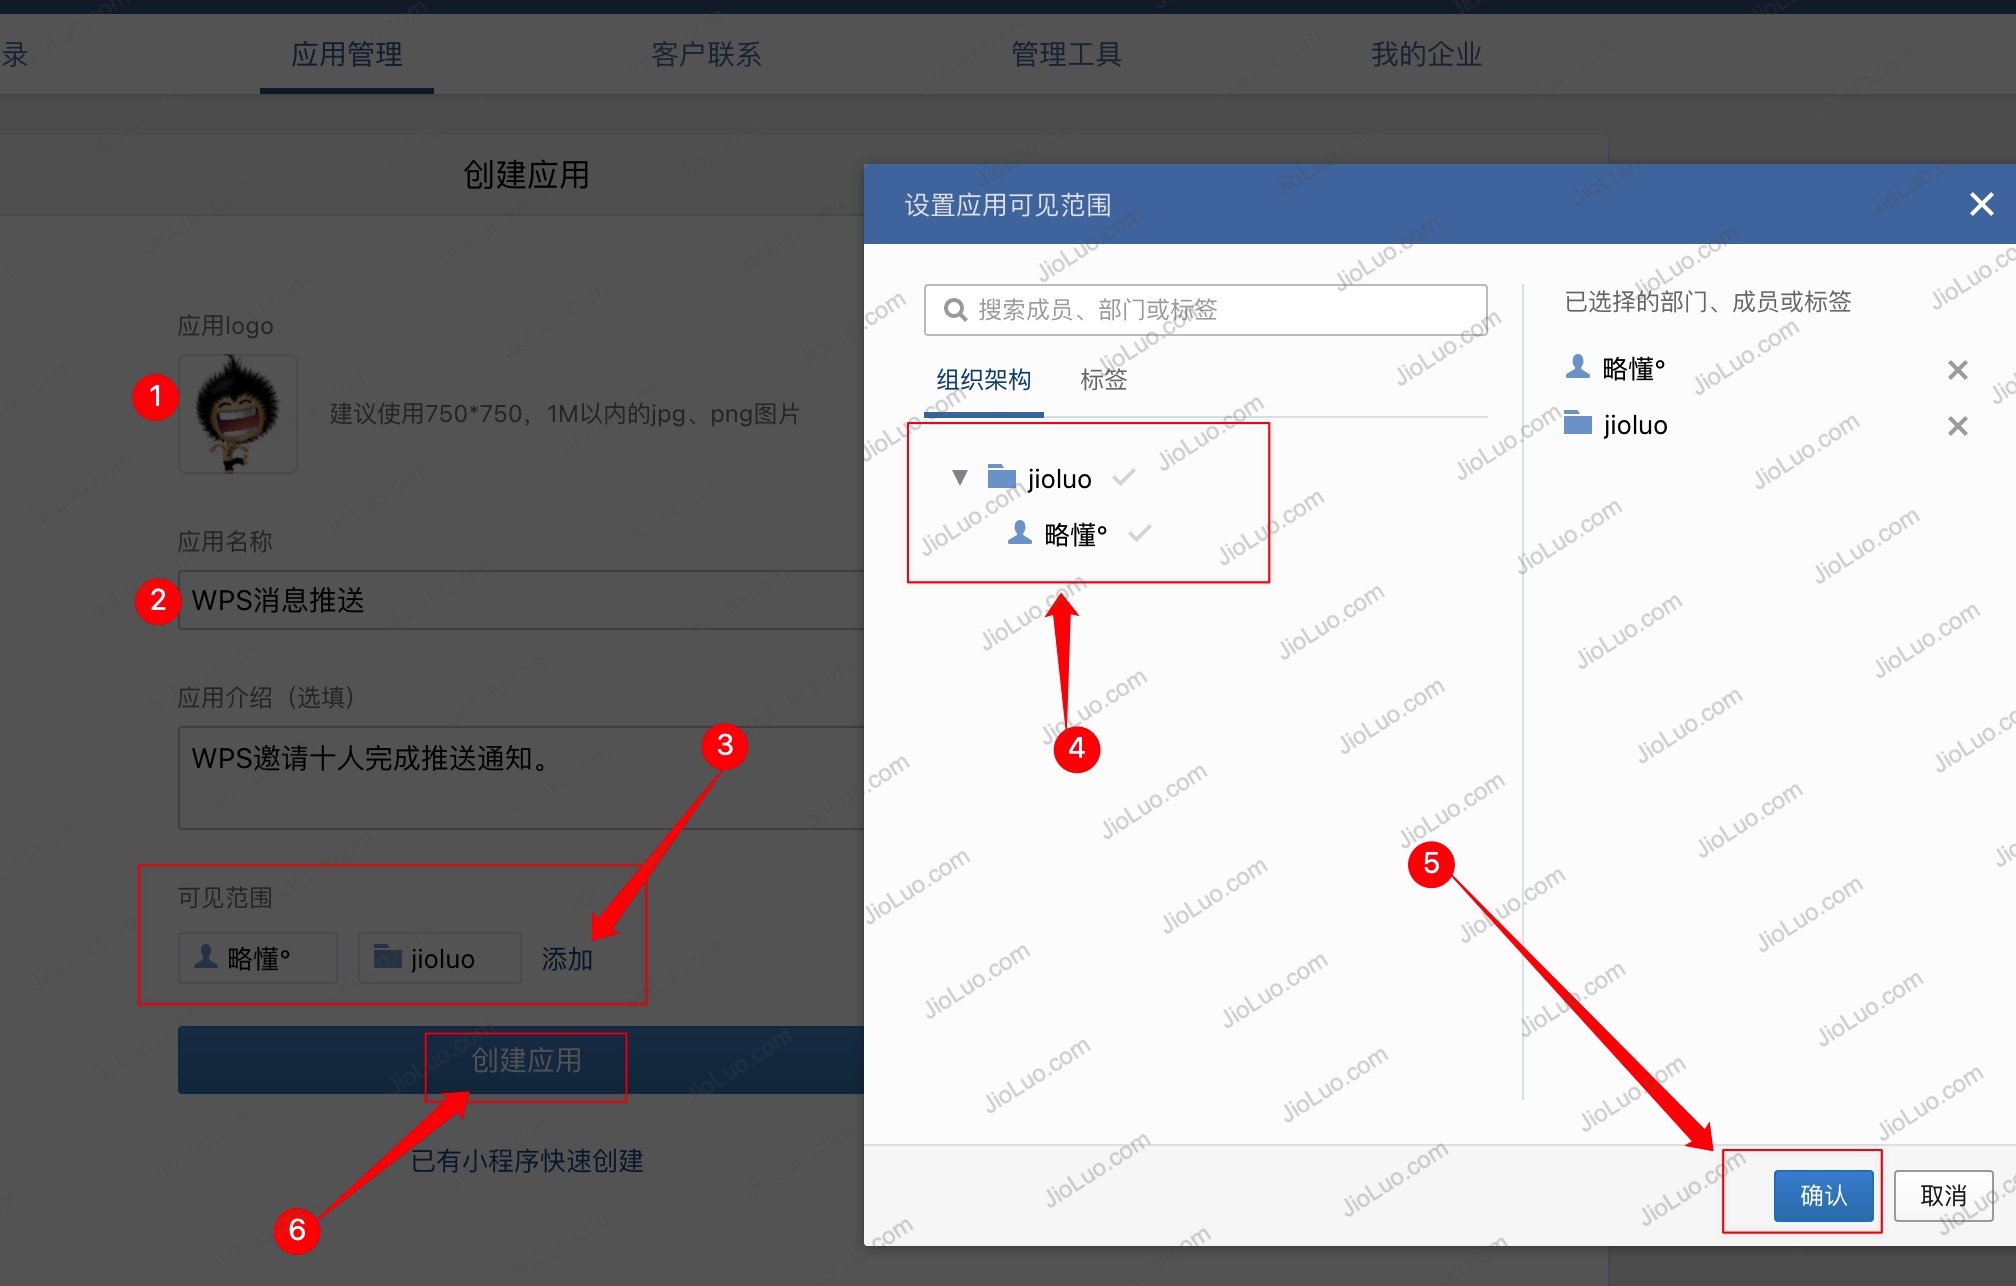 录
应用管理
客户联系
管理工具
我的企业
创建应用
应用logo
1
建议使用750*750，1M以内的jpg、png图片
应用名称
2
WPS消息推送
应用介绍（选填）
WPS邀请十人完成推送通知。
3
可见范围
略懂°
jioluo
添加
创建应用
已有小程序快速创建
6
设置应用可见范围
搜索成员、部门或标签
组织架构
标签
jioluo
略懂°
4
已选择的部门、成员或标签
略懂°
jioluo
5
确认
取消
JioLuo.com